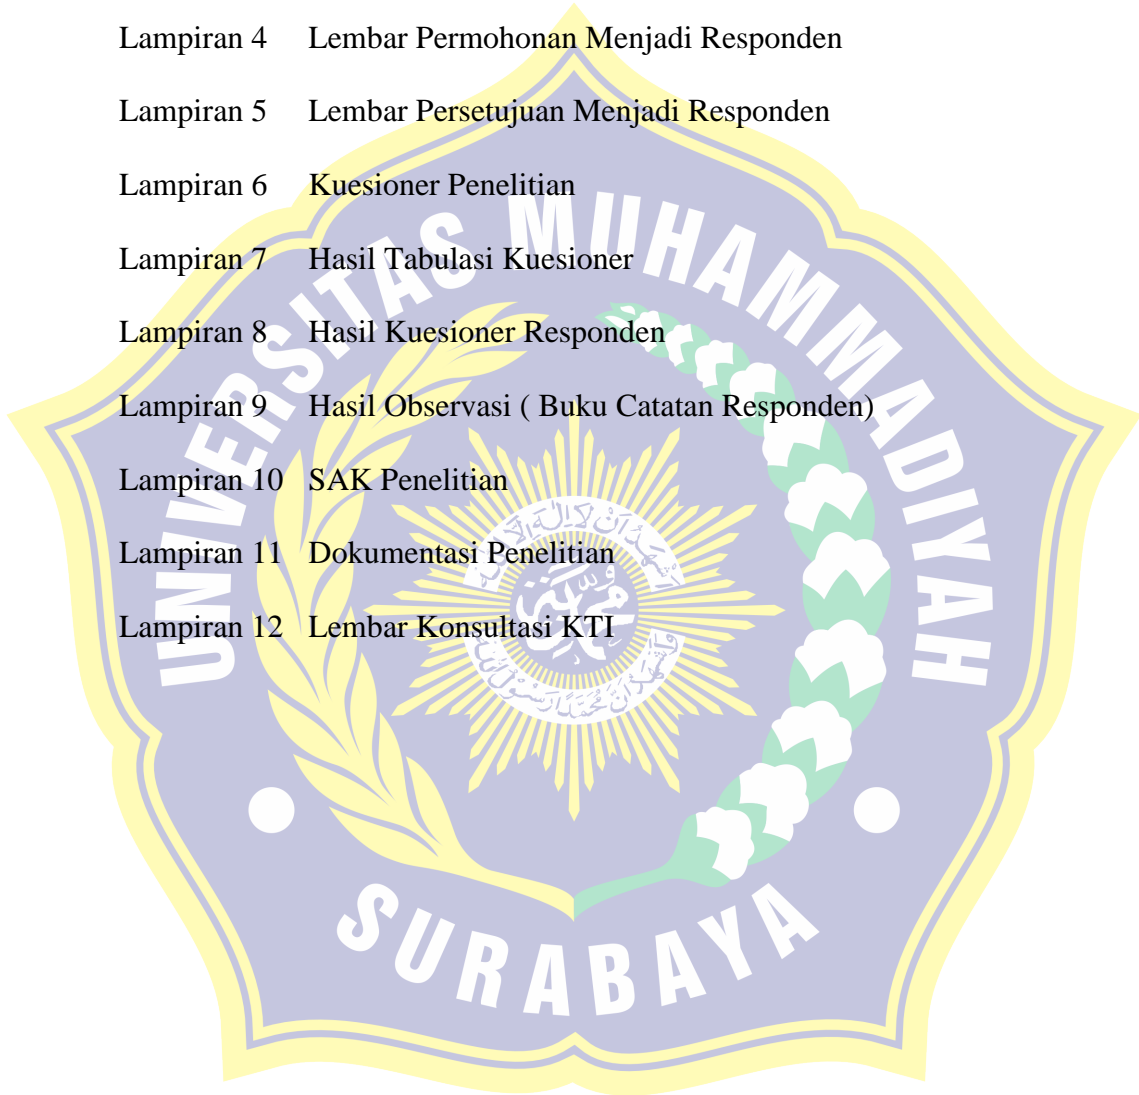 Lampiran 4 Lembar Permohonan Menjadi Responden
Lampiran 5 Lembar Persetujuan Menjadi Responden
Lampiran 6 Kuesioner Penelitian
Lampiran 7 Hasil Tabulasi Kuesioner
Lampiran 8 Hasil Kuesioner Responden
Lampiran 9 Hasil Observasi ( Buku Catatan Responden)
Lampiran 10 SAK Penelitian
Lampiran 11 Dokumentasi Penelitian
Lampiran 12 Lembar Konsultasi KTI
UNIVERSITAS MUHAMMADIYAH
SURABAYA